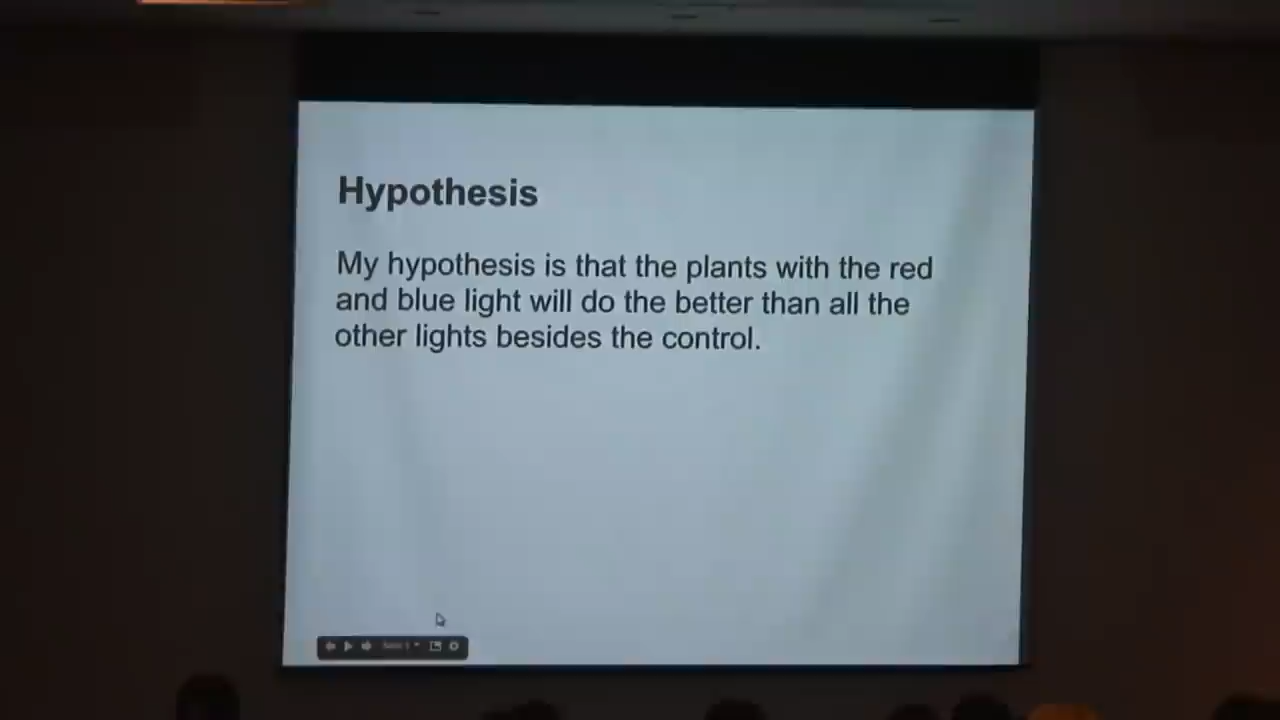 Hypothesis
My hypothesis is that the plants with the red
and blue light will do the better than all the
other lights besides the control.